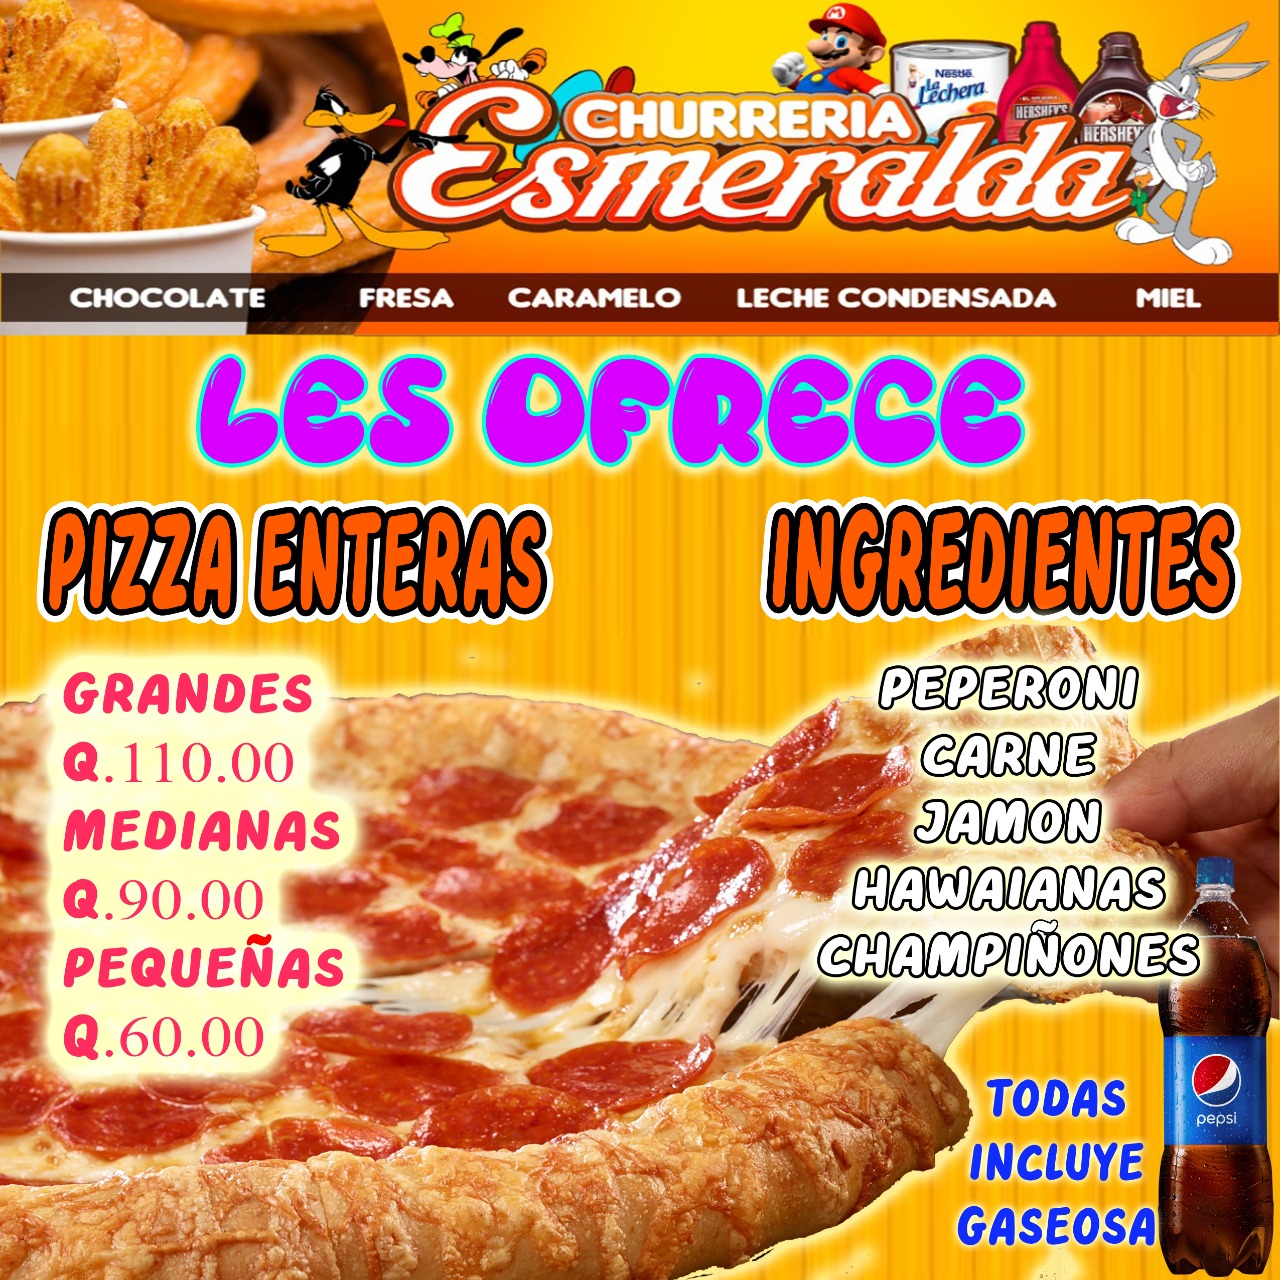 CHURRERIA
Esmeralda
Nestlé
La Lechera
HERSHEY'S
HERSHEY'
CHOCOLATE FRESA CARAMELO LECHE CONDENSADA MIEL
LES OFRECE
PIZZA ENTERAS
GRANDES
Q.110.00
MEDIANAS
Q.90.00
PEQUEÑAS
Q.60.00
INGREDIENTES
PEPERONI
CARNE
JAMON
HAWAIANAS
CHAMPIÑONES
TODAS
INCLUYE
GASEOSA
pepsi